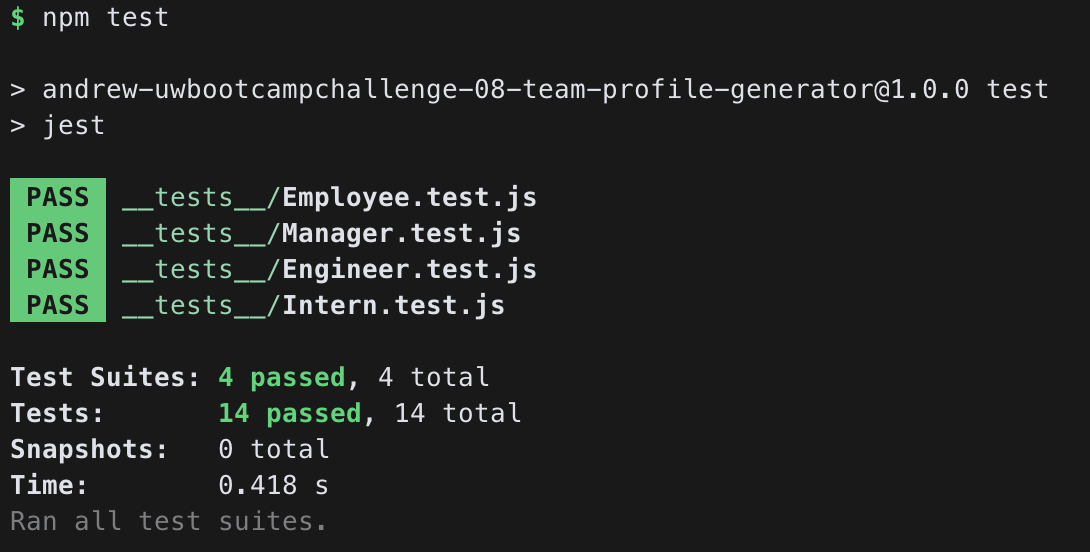 $ npm test
> andrew-uwbootcampchallenge-08-team-profile-generator@1.0.0 test
> jest
PASS __tests__/Employee.test.js
PASS __tests__/Manager.test.js
PASS __tests__/Engineer.test.js
PASS __tests__/Intern.test.js
Test Suites: 4 passed, 4 total
Tests: 14 passed, 14 total
Snapshots: 0 total
Time: 0.418 s
Ran all test suites.